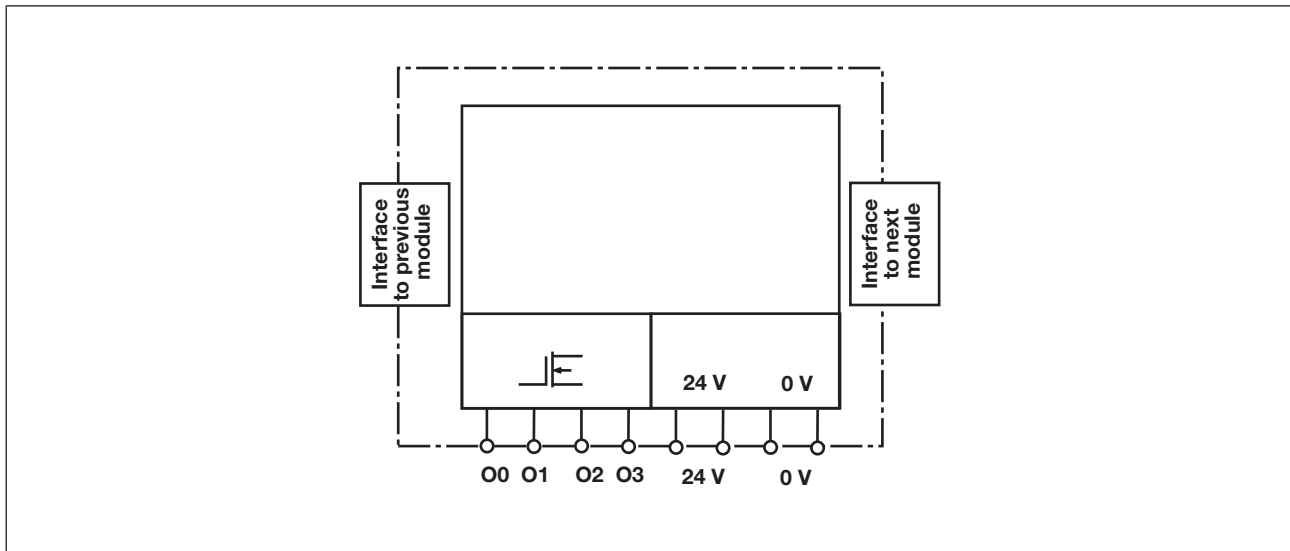 Interface
to previous
module
Interface
to next
module
24 V 0 V
O0 O1 O2 O3 24 V 0 V